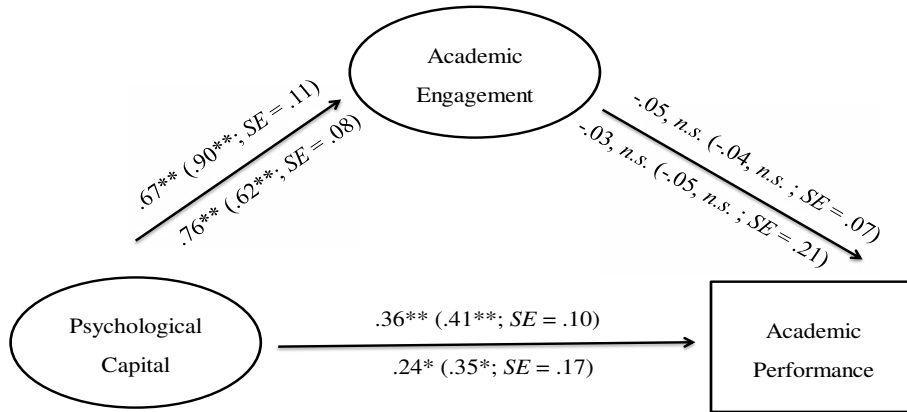 Academic
Engagement
.67** (.90**; SE = .11)
.76** (.62**; SE = .08)
-.05, n.s. (-.04, n.s. ; SE = .07)
-.03, n.s. (-.05, n.s. ; SE = .21)
Psychological
Capital
.36** (.41**; SE = .10)
.24* (.35*; SE = .17)
Academic
Performance